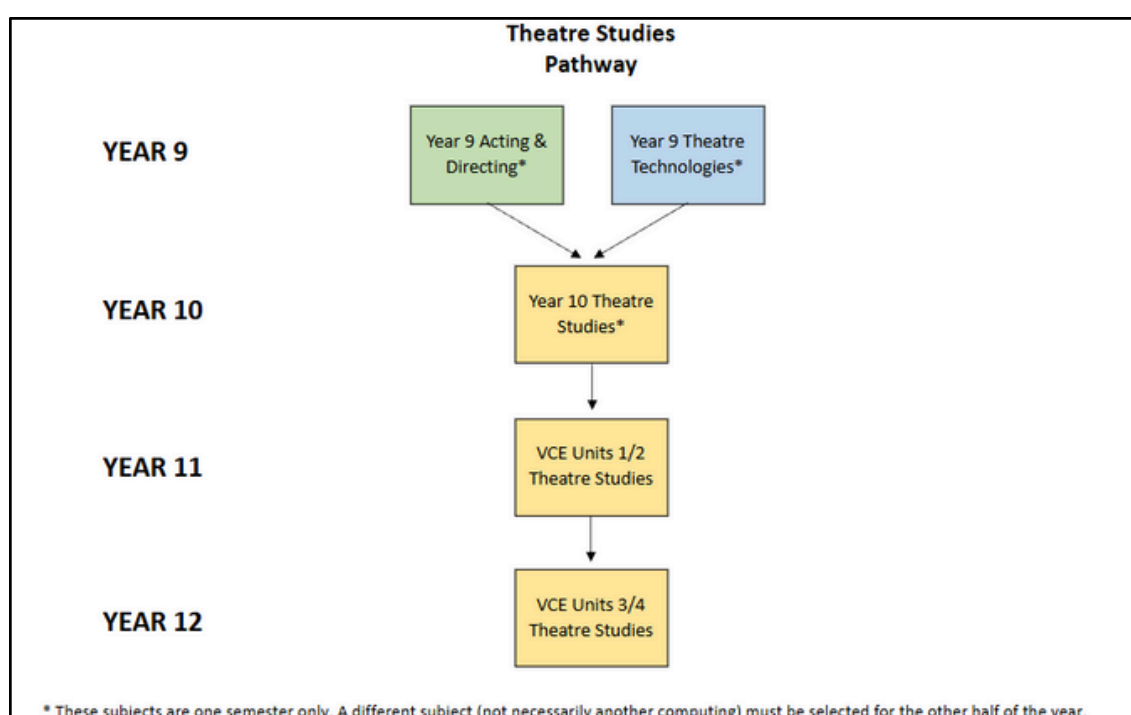 Theatre Studies
Pathway
YEAR 9
Year 9 Acting &
Directing*
Year 9 Theatre
Technologies*
YEAR 10
Year 10 Theatre
Studies*
YEAR 11
VCE Units 1/2
Theatre Studies
YEAR 12
VCE Units 3/4
Theatre Studies
* These subjects are one semester only. A different subject (not necessarily another computing) must be selected for the other half of the year.